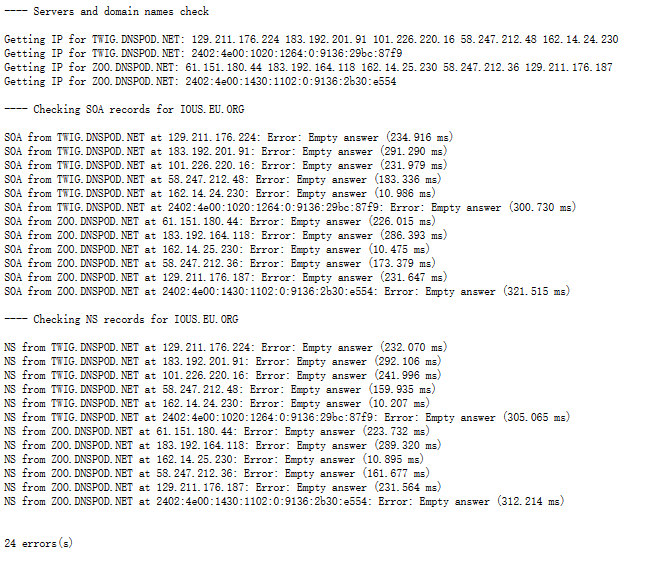 ---- Servers and domain names check
Getting IP for TWIG.DNSPOD.NET: 129.211.176.224 183.192.201.91 101.226.220.16 58.247.212.48 162.14.24.230
Getting IP for TWIG.DNSPOD.NET: 2402:4e00:1020:1264:0:9136:29bc:87f9
Getting IP for ZOO.DNSPOD.NET: 61.151.180.44 183.192.164.118 162.14.25.230 58.247.212.36 129.211.176.187
Getting IP for ZOO.DNSPOD.NET: 2402:4e00:1430:1102:0:9136:2b30:e554
---- Checking SOA records for IOUS.EU.ORG
SOA from TWIG.DNSPOD.NET at 129.211.176.224: Error: Empty answer (234.916 ms)
SOA from TWIG.DNSPOD.NET at 183.192.201.91: Error: Empty answer (291.290 ms)
SOA from TWIG.DNSPOD.NET at 101.226.220.16: Error: Empty answer (231.979 ms)
SOA from TWIG.DNSPOD.NET at 58.247.212.48: Error: Empty answer (183.336 ms)
SOA from TWIG.DNSPOD.NET at 162.14.24.230: Error: Empty answer (10.986 ms)
SOA from TWIG.DNSPOD.NET at 2402:4e00:1020:1264:0:9136:29bc:87f9: Error: Empty answer (300.730 ms)
SOA from ZOO.DNSPOD.NET at 61.151.180.44: Error: Empty answer (226.015 ms)
SOA from ZOO.DNSPOD.NET at 183.192.164.118: Error: Empty answer (286.393 ms)
SOA from ZOO.DNSPOD.NET at 162.14.25.230: Error: Empty answer (10.475 ms)
SOA from ZOO.DNSPOD.NET at 58.247.212.36: Error: Empty answer (173.379 ms)
SOA from ZOO.DNSPOD.NET at 129.211.176.187: Error: Empty answer (231.647 ms)
SOA from ZOO.DNSPOD.NET at 2402:4e00:1430:1102:0:9136:2b30:e554: Error: Empty answer (321.515 ms)
---- Checking NS records for IOUS.EU.ORG
NS from TWIG.DNSPOD.NET at 129.211.176.224: Error: Empty answer (232.070 ms)
NS from TWIG.DNSPOD.NET at 183.192.201.91: Error: Empty answer (292.106 ms)
NS from TWIG.DNSPOD.NET at 101.226.220.16: Error: Empty answer (241.996 ms)
NS from TWIG.DNSPOD.NET at 58.247.212.48: Error: Empty answer (159.935 ms)
NS from TWIG.DNSPOD.NET at 162.14.24.230: Error: Empty answer (10.207 ms)
NS from TWIG.DNSPOD.NET at 2402:4e00:1020:1264:0:9136:29bc:87f9: Error: Empty answer (305.065 ms)
NS from ZOO.DNSPOD.NET at 61.151.180.44: Error: Empty answer (223.732 ms)
NS from ZOO.DNSPOD.NET at 183.192.164.118: Error: Empty answer (289.320 ms)
NS from ZOO.DNSPOD.NET at 162.14.25.230: Error: Empty answer (10.895 ms)
NS from ZOO.DNSPOD.NET at 58.247.212.36: Error: Empty answer (161.677 ms)
NS from ZOO.DNSPOD.NET at 129.211.176.187: Error: Empty answer (231.564 ms)
NS from ZOO.DNSPOD.NET at 2402:4e00:1430:1102:0:9136:2b30:e554: Error: Empty answer (312.214 ms)
24 errors(s)